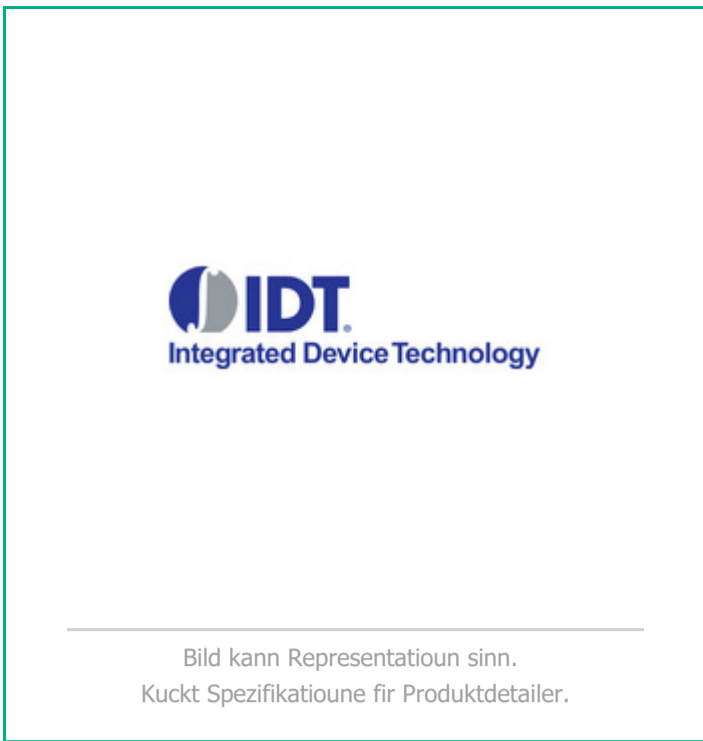 IDT
Integrated Device Technology
Bild kann Representatioun sinn.
Kuckt Spezifikatioune fir Produktdetailer.